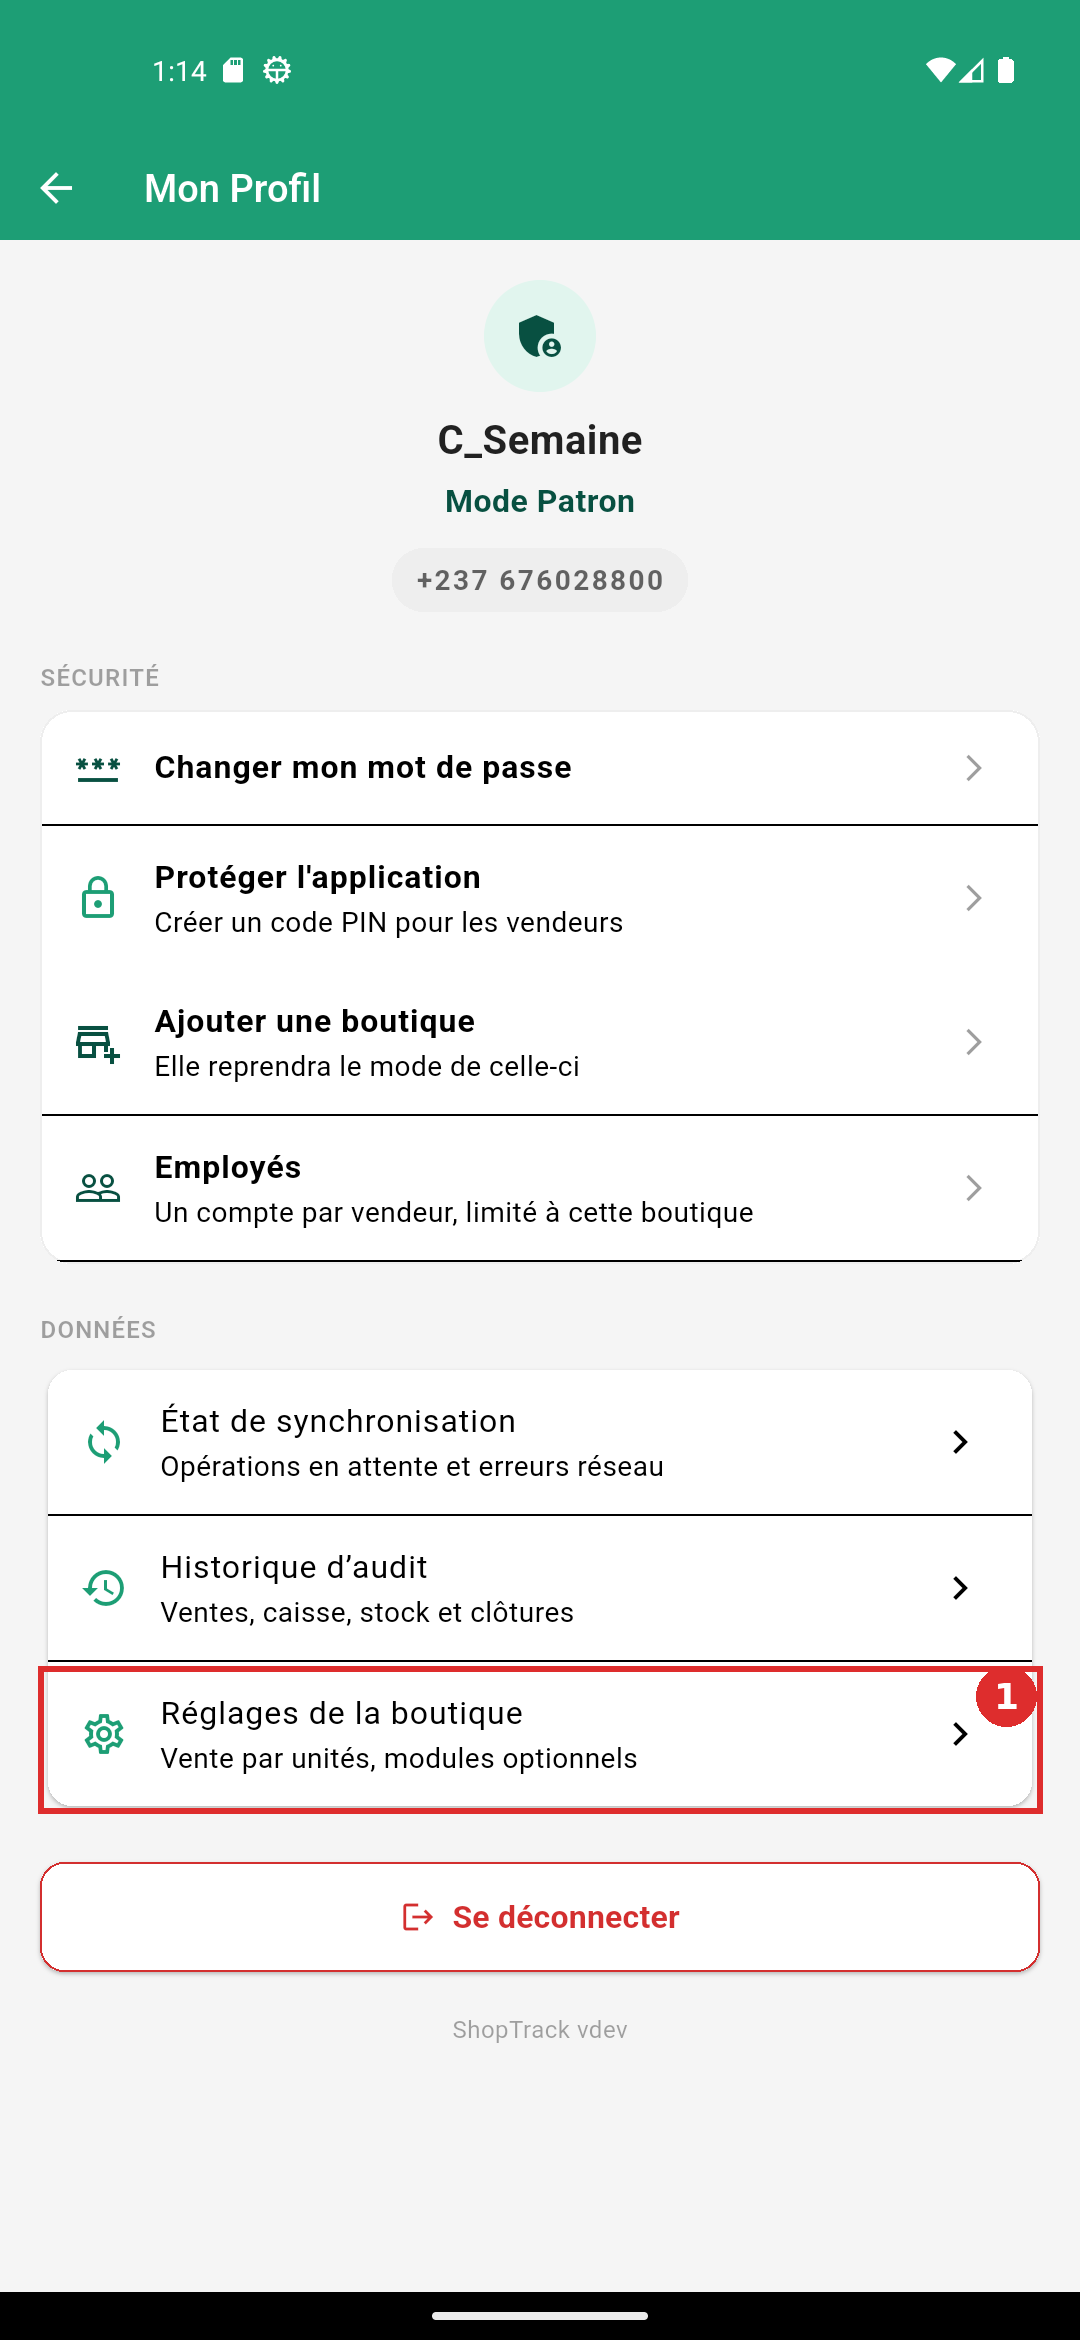 1:14
Mon Profil
C_Semaine
Mode Patron
+237 676028800
SÉCURITÉ
***
Changer mon mot de passe
Protéger l'application
Créer un code PIN pour les vendeurs
Ajouter une boutique
Elle reprendra le mode de celle-ci
Employés
Un compte par vendeur, limité à cette boutique
DONNÉES
État de synchronisation
Opérations en attente et erreurs réseau
Historique d’audit
Ventes, caisse, stock et clôtures
1
Réglages de la boutique
Vente par unités, modules optionnels
Se déconnecter
ShopTrack vdev